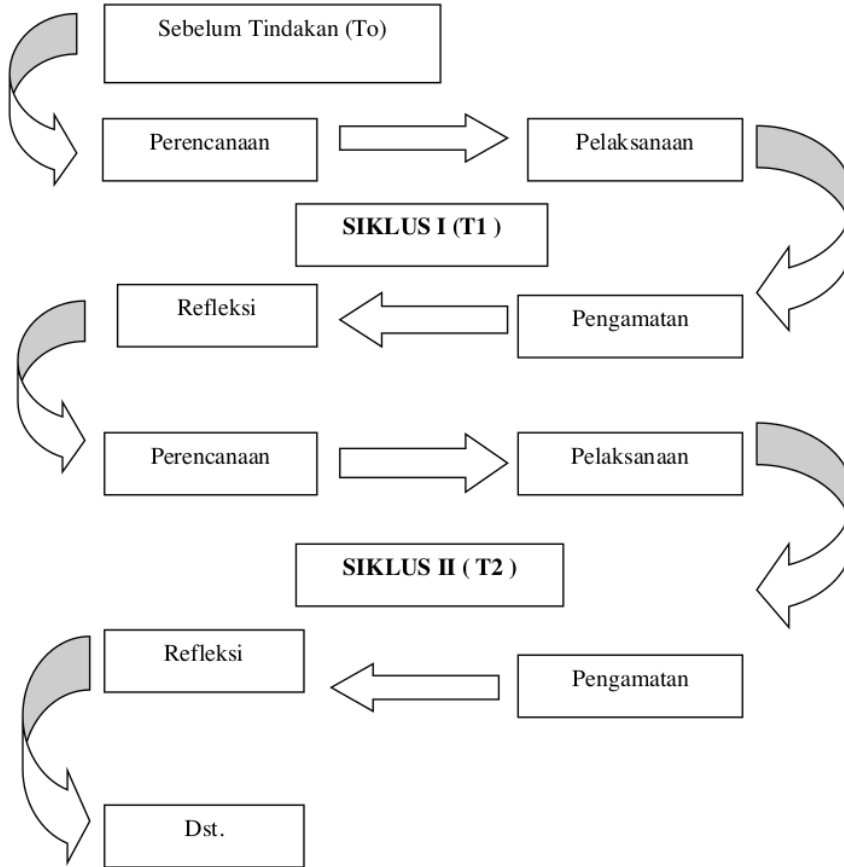 Sebelum Tindakan (To)
Perencanaan
Pelaksanaan
SIKLUS I (T1 )
Refleksi
Pengamatan
Perencanaan
Pelaksanaan
SIKLUS II ( T2 )
Refleksi
Pengamatan
Dst.